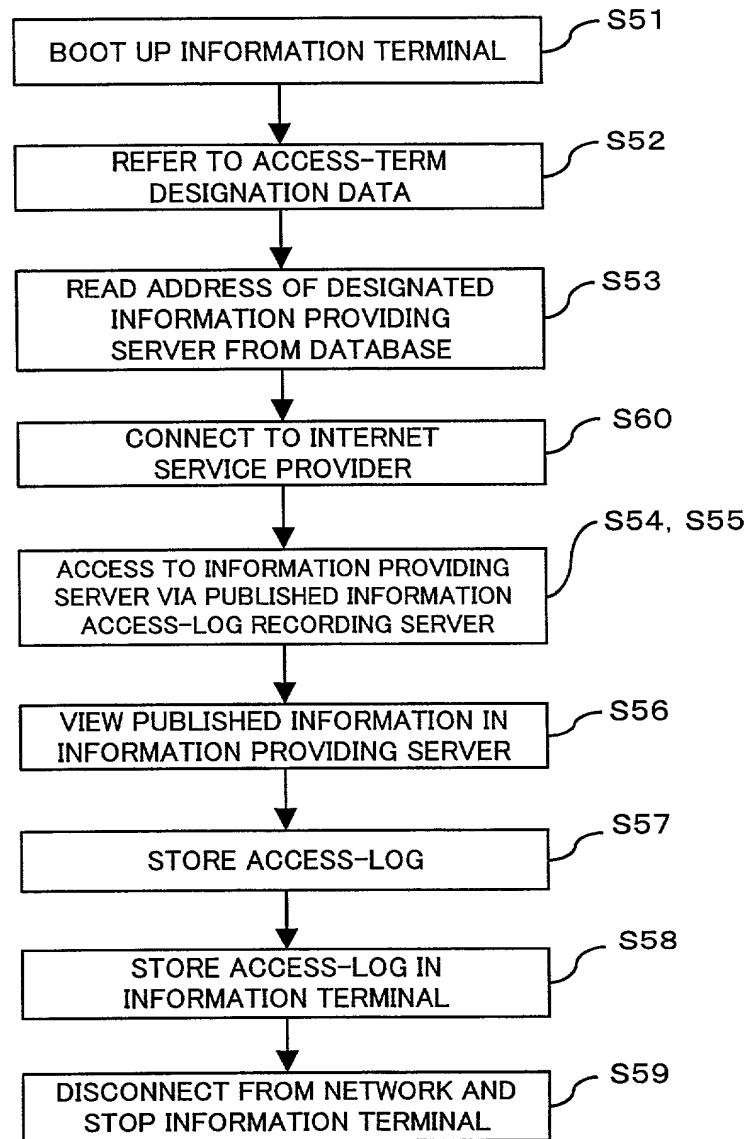 S51
BOOT UP INFORMATION TERMINAL
S52
REFER TO ACCESS-TERM
DESIGNATION DATA
S53
READ ADDRESS OF DESIGNATED
INFORMATION PROVIDING
SERVER FROM DATABASE
S60
CONNECT TO INTERNET
SERVICE PROVIDER
S54, S55
ACCESS TO INFORMATION PROVIDING
SERVER VIA PUBLISHED INFORMATION
ACCESS-LOG RECORDING SERVER
S56
VIEW PUBLISHED INFORMATION IN
INFORMATION PROVIDING SERVER
S57
STORE ACCESS-LOG
S58
STORE ACCESS-LOG IN
INFORMATION TERMINAL
S59
DISCONNECT FROM NETWORK AND
STOP INFORMATION TERMINAL